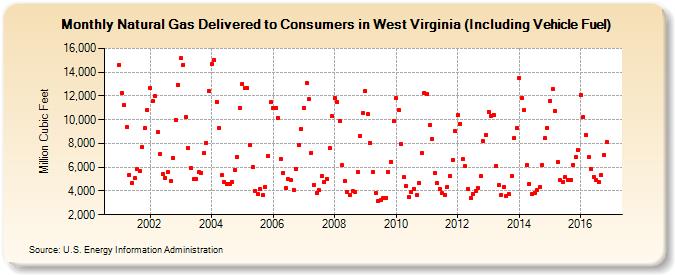 Monthly Natural Gas Delivered to Consumers in West Virginia (Including Vehicle Fuel)
Million Cubic Feet
16,000
14,000
12,000
10,000
8,000
6,000
4,000
2,000
2002 2004 2006 2008 2010 2012 2014 2016
Source: U.S. Energy Information Administration